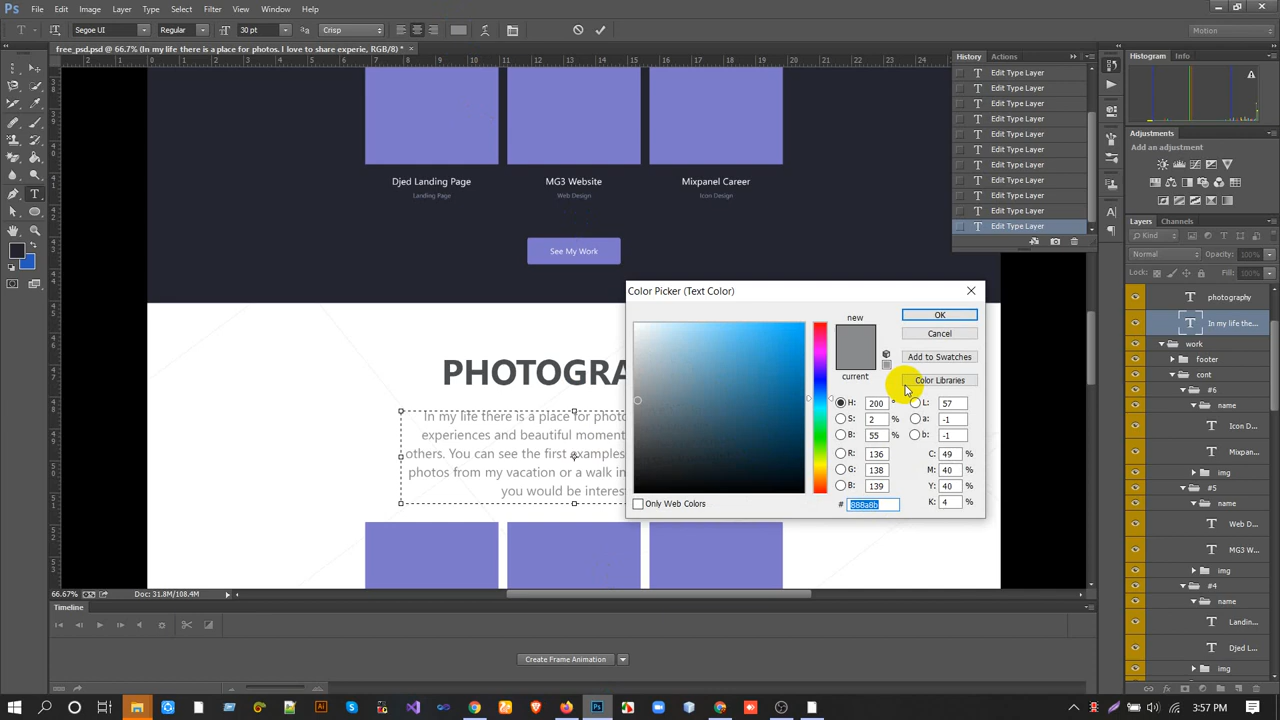 Ps File Edit Image Layer Type Select Filter View Window Help
T Segoe UI Regular 30 pt aa Crisp Motion
free_psd.psd @ 66.7% (In my life there is a place for photos. I love to share experie, RGB/8) * ×
History Actions
Edit Type Layer
Edit Type Layer
Edit Type Layer
Edit Type Layer
Edit Type Layer
Edit Type Layer
Edit Type Layer
Edit Type Layer
Edit Type Layer
Edit Type Layer
Edit Type Layer
Histogram Info
Adjustments
Add an adjustment
Layers Channels
Kind
Normal Opacity:
Lock: Fill:
photography
In my life the...
work
footer
cont
#6
name
Icon D...
Mixpan...
img
#5
name
Web D...
MG3 W...
img
#4
name
Landin...
Djed L...
img
Djed Landing Page MG3 Website Mixpanel Career
Landing Page Web Design Icon Design
See My Work
PHOTOGRA
In my life there is a place for photo
experiences and beautiful moment
others. You can see the first examples
photos from my vacation or a walk in
you would be interes
Color Picker (Text Color)
new
current
OK
Cancel
Add to Swatches
Color Libraries
H: 200 ° L: 57
S: 2 % a: -1
B: 55 % b: -1
R: 136 C: 49 %
G: 138 M: 40 %
B: 139 Y: 40 %
# 888a8b K: 4 %
Only Web Colors
66.67% Doc: 31.8M/108.4M
Timeline
Create Frame Animation
3:57 PM